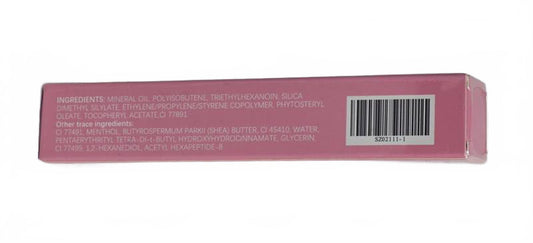 INGREDIENTS: MINERAL OIL, POLYISOBUTENE, TRIETHYLHEXANOIN, SILICA
DIMETHYL SILYLATE, ETHYLENE/PROPYLENE/STYRENE COPOLYMER, PHYTOSTERYL
OLEATE, TOCOPHERYL ACETATE,CI 77891
Other trace ingredients:
CI 77491, MENTHOL, BUTYROSPERMUM PARKII (SHEA) BUTTER, CI 45410, WATER,
PENTAERYTHRITYL TETRA-DI-t-BUTYL HYDROXYHYDROCINNAMATE, GLYCERIN,
CI 77499, 1,2-HEXANEDIOL, ACETYL HEXAPEPTIDE-8
SZ02111-1